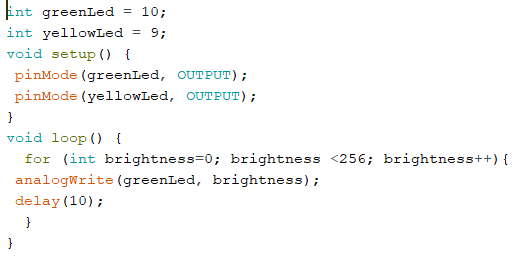 int greenLed = 10;
int yellowLed = 9;
void setup() {
 pinMode(greenLed, OUTPUT);
 pinMode(yellowLed, OUTPUT);
}
void loop() {
  for (int brightness=0; brightness <256; brightness++){
 analogWrite(greenLed, brightness);
 delay(10);
  }
}